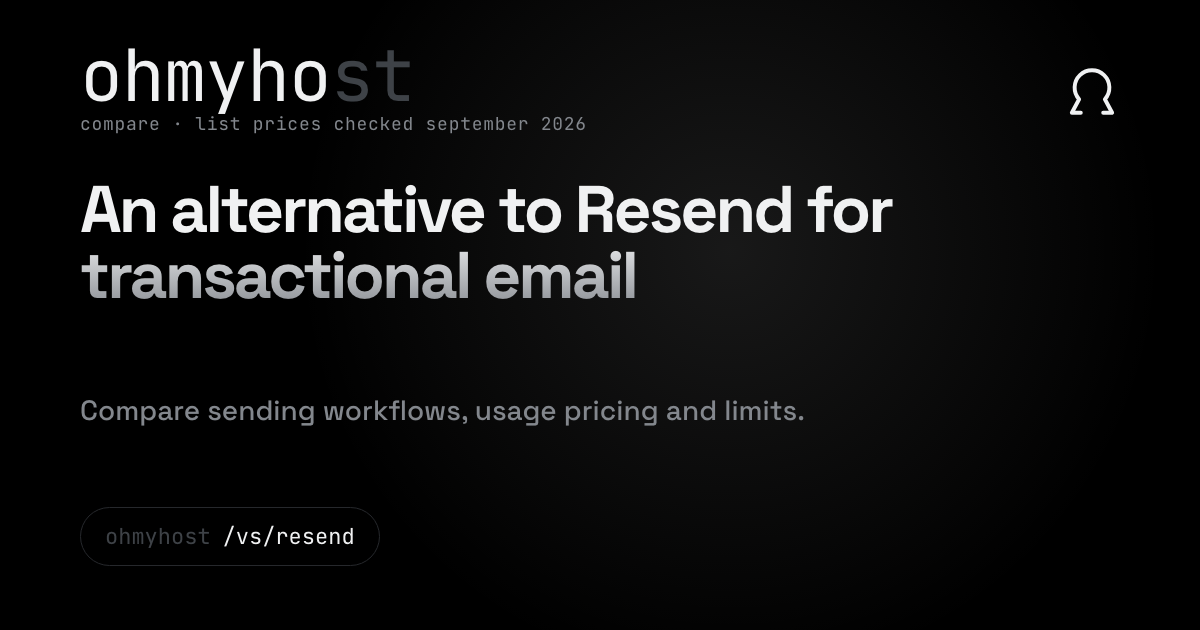 ohmyhost
compare · list prices checked september 2026
An alternative to Resend for
transactional email
Compare sending workflows, usage pricing and limits.
ohmyhost /vs/resend